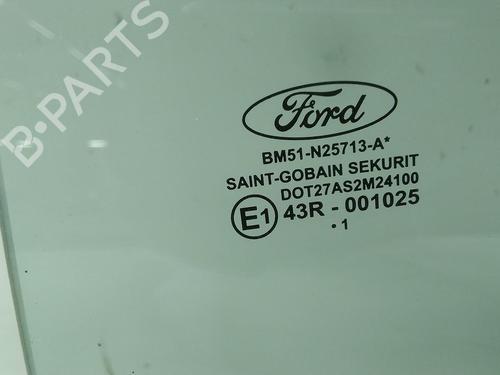 B-PARTS
Ford
BM51-N25713-A*
SAINT-GOBAIN SEKURIT
DOT27AS2M24100
E1 43R - 001025
•1